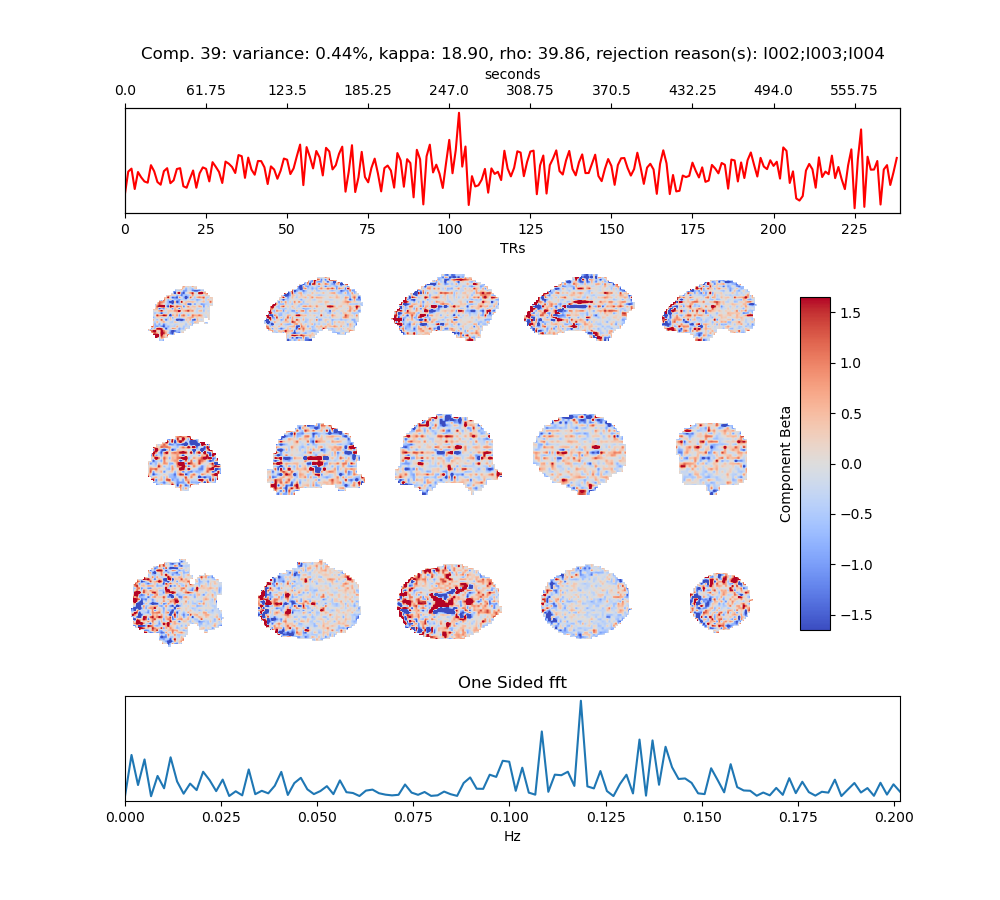 Comp. 39: variance: 0.44%, kappa: 18.90, rho: 39.86, rejection reason(s): I002;I003;I004
seconds
0.0 61.75 123.5 185.25 247.0 308.75 370.5 432.25 494.0 555.75
0 25 50 75 100 125 150 175 200 225
TRs
1.5
1.0
0.5
0.0
−0.5
−1.0
−1.5
Component Beta
One Sided fft
0.000 0.025 0.050 0.075 0.100 0.125 0.150 0.175 0.200
Hz